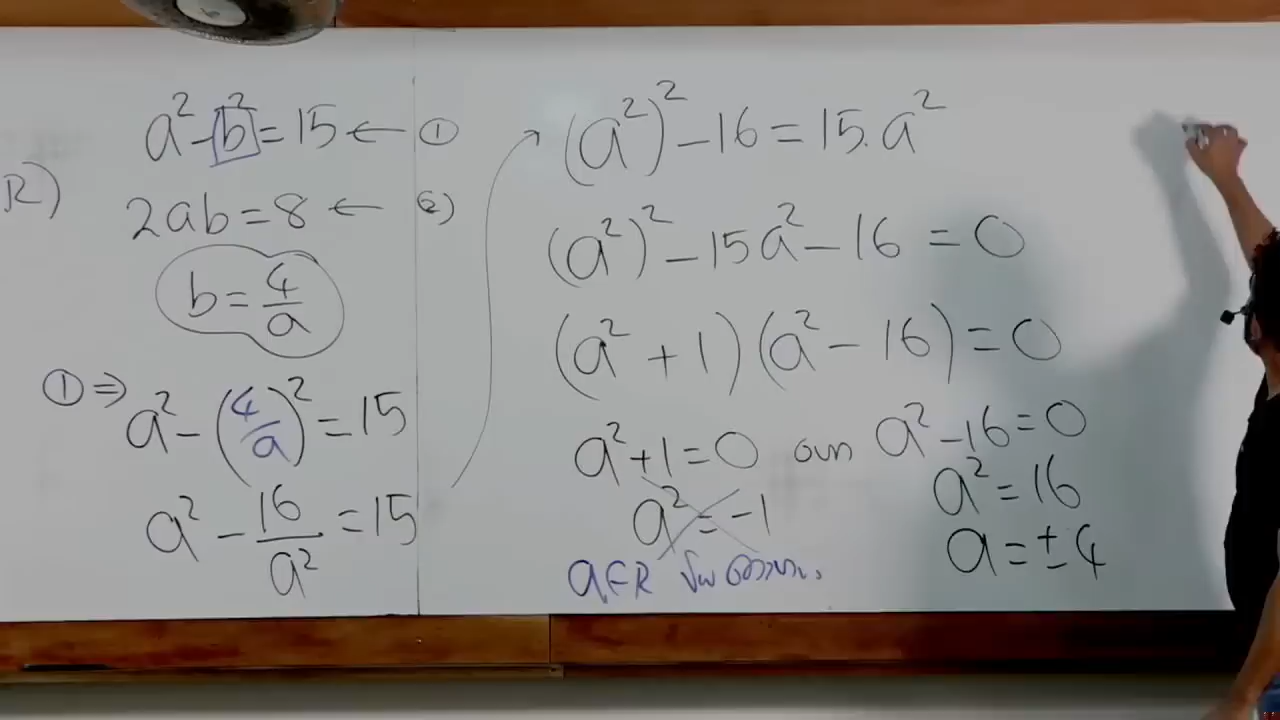 R)
a² - b² = 15 ← ①
2ab = 8 ← ②
b = 4/a
① ⇒ a² - (4/a)² = 15
a² - 16/a² = 15
(a²)² - 16 = 15.a²
(a²)² - 15a² - 16 = 0
(a² + 1)(a² - 16) = 0
a² + 1 = 0 හෝ a² - 16 = 0
a² = -1
a² = 16
a∈R
a = ±4